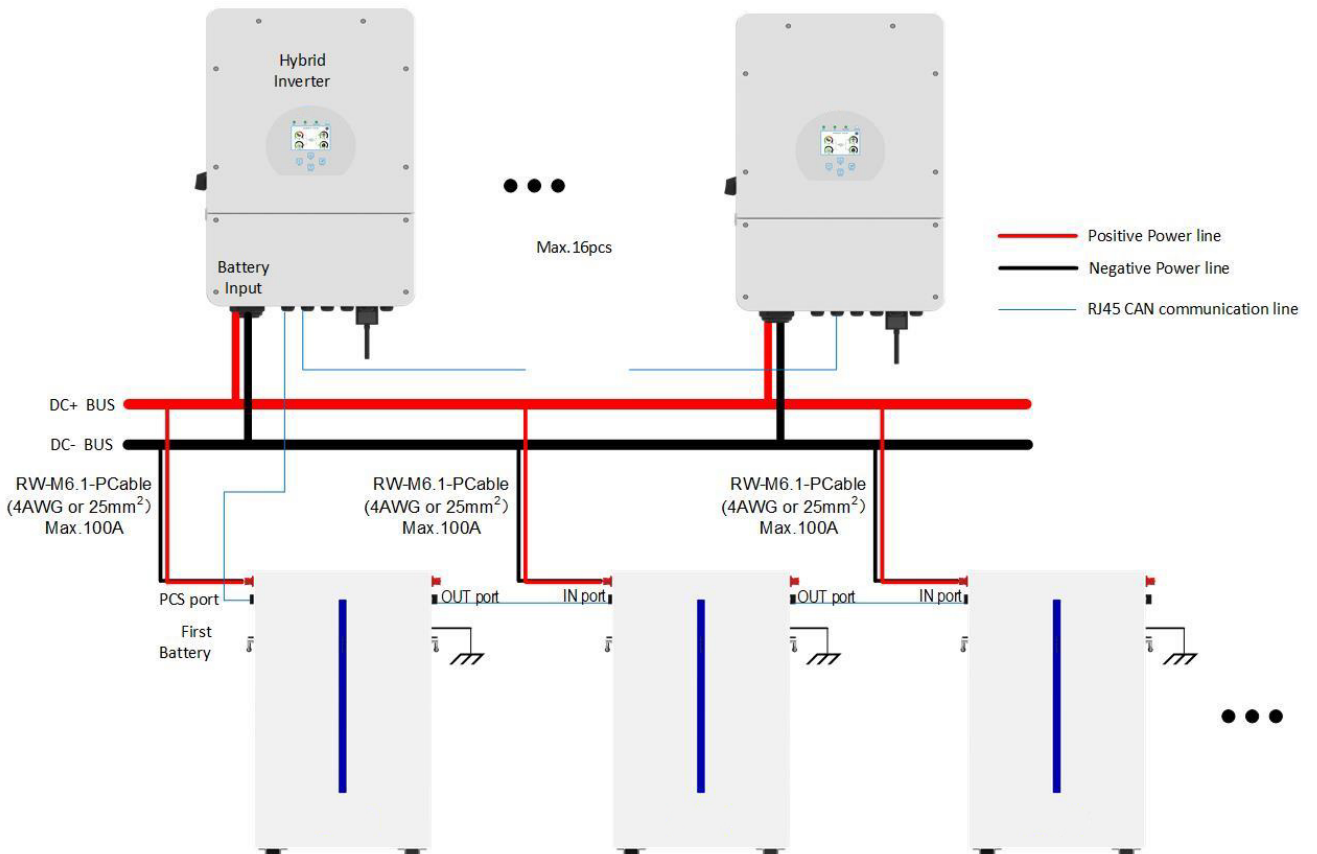 Hybrid
Inverter
Max.16pcs
Positive Power line
Negative Power line
RJ45 CAN communication line
Battery
Input
DC+ BUS
DC- BUS
RW-M6.1-PCable
(4AWG or 25mm²)
Max.100A
RW-M6.1-PCable
(4AWG or 25mm²)
Max.100A
RW-M6.1-PCable
(4AWG or 25mm²)
Max.100A
PCS port
OUT port
IN port
OUT port
IN port
First
Battery